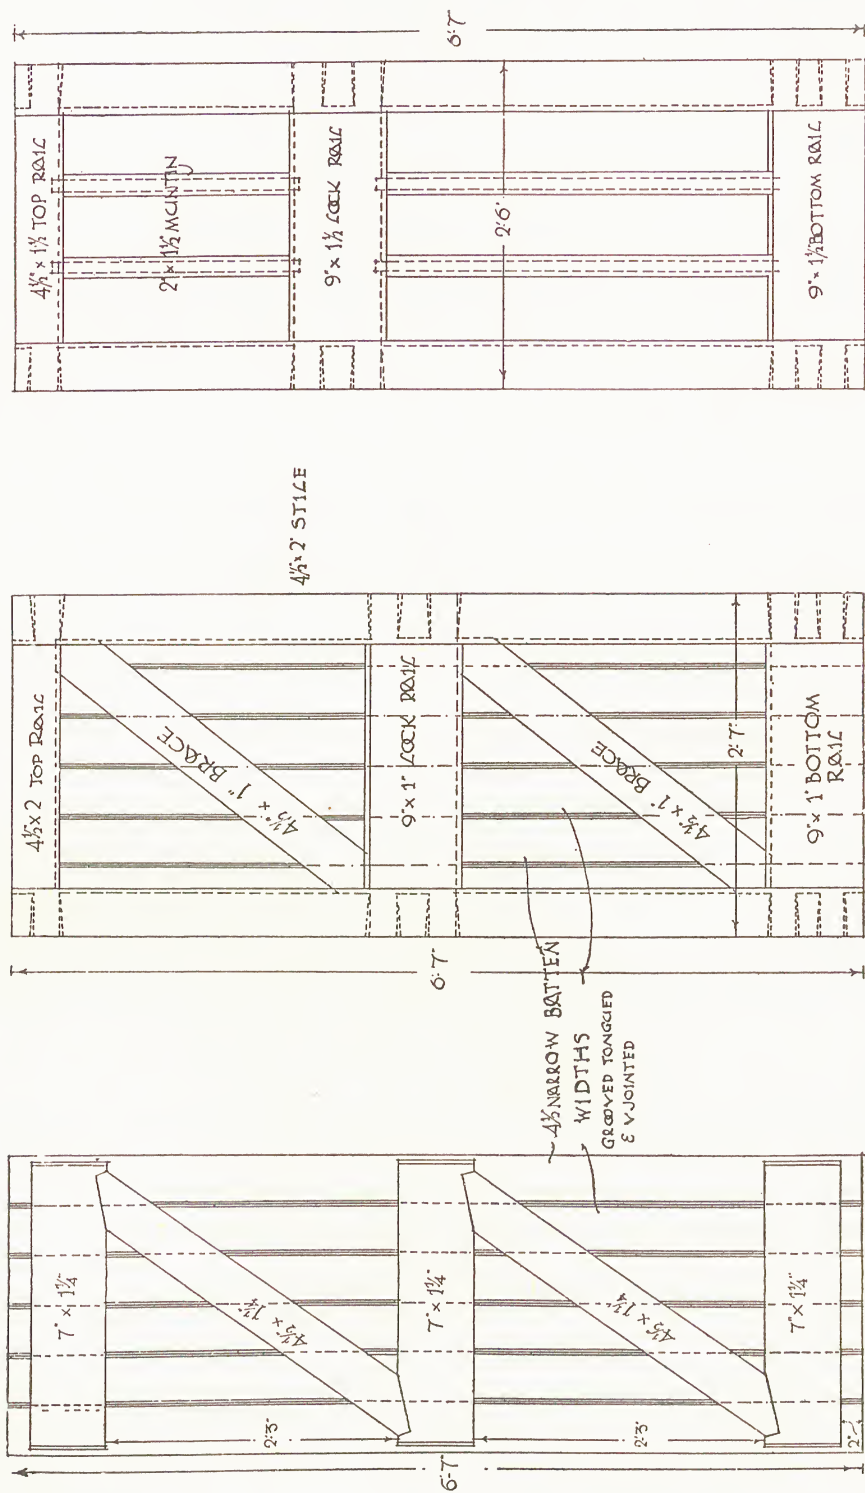 6'·7"
7" × 1¼"
4½ × 1¼
2'·3"
7" × 1¼"
4½ × 1¼
2'·3"
7" × 1¼"
2"
4½ NARROW BATTEN
WIDTHS
GROOVED TONGUED
& V JOINTED
6'·7"
4½ × 2 TOP RAIL
4½" × 1" BRACE
9" × 1" LOCK RAIL
4½ × 1" BRACE
2'·7"
9" × 1" BOTTOM
RAIL
4½ × 2" STILE
4½" × 1½ TOP RAIL
2" × 1½" MUNTIN
9" × 1½ LOCK RAIL
2'·6"
9" × 1½" BOTTOM RAIL
6'·7"